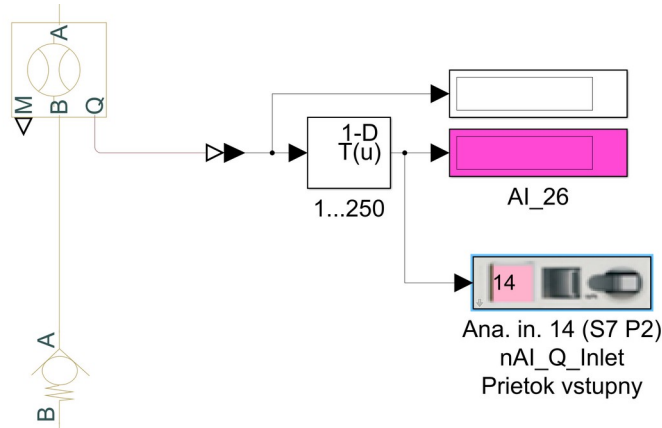 A
M
B
Q
1-D
T(u)
1...250
AI_26
14
Ana. in. 14 (S7 P2)
nAI_Q_Inlet
Prietok vstupny
A
B